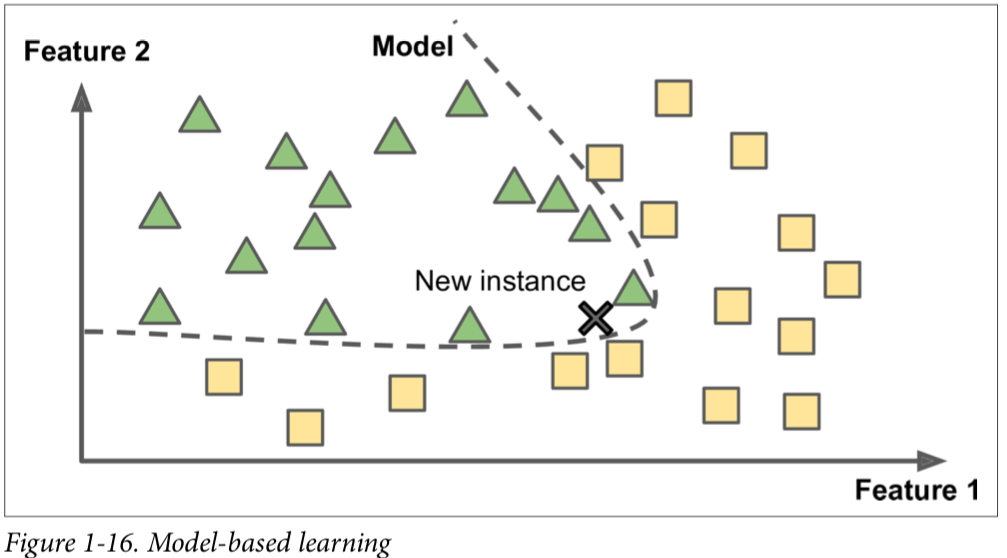 Feature 2
Model
New instance
Feature 1
Figure 1-16. Model-based learning